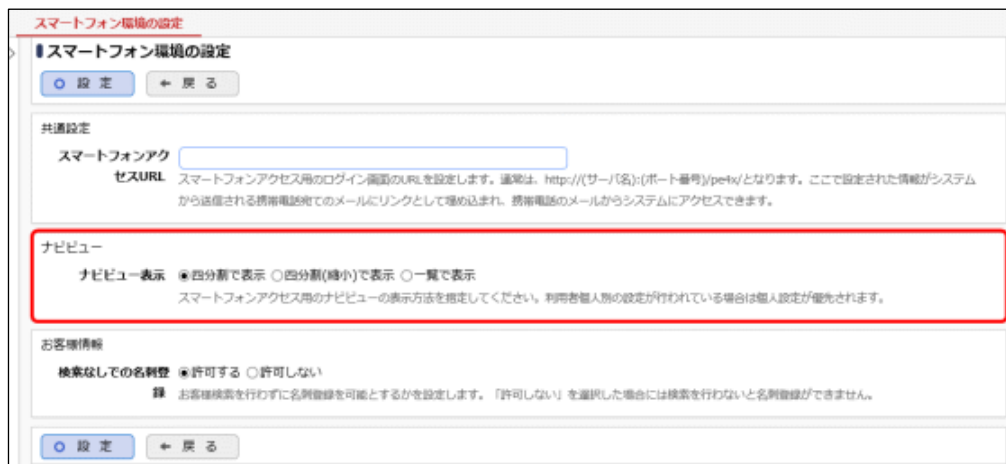 スマートフォン環境の設定
スマートフォン環境の設定
設 定 戻 る
共通設定
スマートフォンアク
セスURL
スマートフォンアクセス用のログイン画面のURLを設定します。通常は、http://(サーバ名):(ポート番号)/pe4x/となります。ここで設定された情報がシステム
から送信される携帯電話宛てのメールにリンクとして埋め込まれ、携帯電話のメールからシステムにアクセスできます。
ナビビュー
ナビビュー表示 ◉四分割で表示 ○四分割(縮小)で表示 ○一覧で表示
スマートフォンアクセス用のナビビューの表示方法を指定してください。利用者個人別の設定が行われている場合は個人設定が優先されます。
お客様情報
検索なしでの名刺登 ◉許可する ○許可しない
録 お客様検索を行わずに名刺登録を可能とするかを設定します。「許可しない」を選択した場合には検索を行わないと名刺登録ができません。
設 定 戻 る